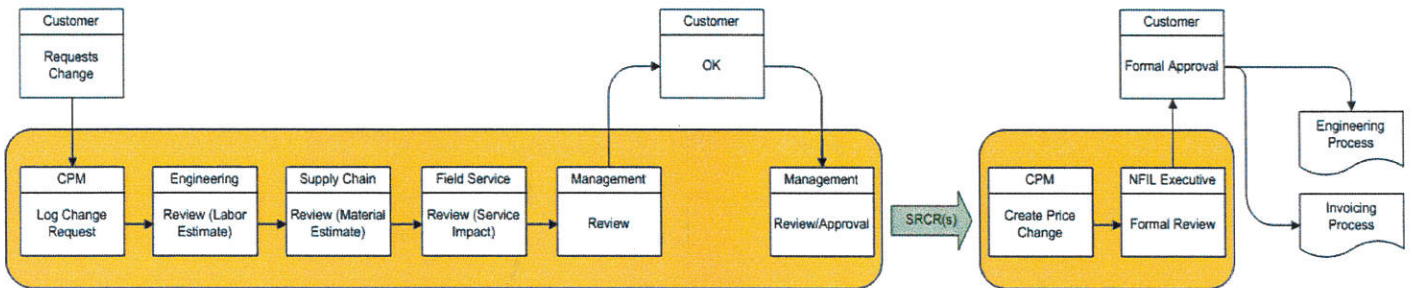 Customer
Requests
Change
Customer
OK
Customer
Formal Approval
Engineering
Process
Invoicing
Process
CPM
Log Change
Request
Engineering
Review (Labor
Estimate)
Supply Chain
Review (Material
Estimate)
Field Service
Review (Service
Impact)
Management
Review
Management
Review/Approval
SRCR(s)
CPM
Create Price
Change
NFIL Executive
Formal Review